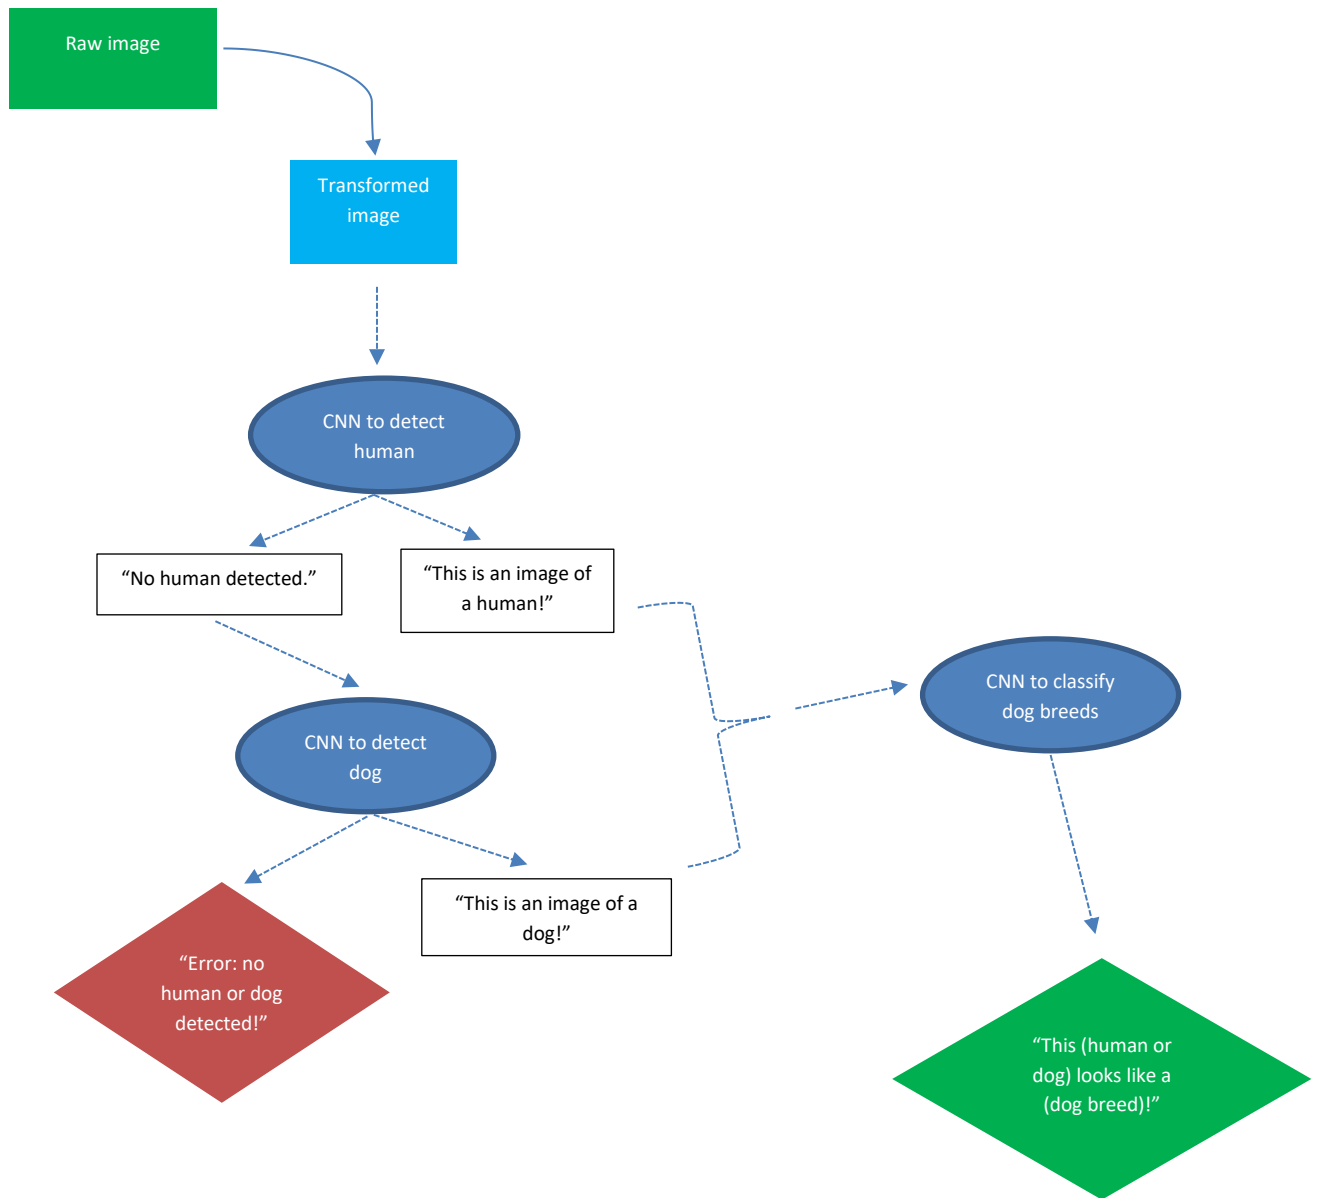 Raw image
Transformed
image
CNN to detect
human
“No human detected.”
“This is an image of
a human!”
CNN to classify
dog breeds
CNN to detect
dog
“This is an image of a
dog!”
“Error: no
human or dog
detected!”
“This (human or
dog) looks like a
(dog breed)!”